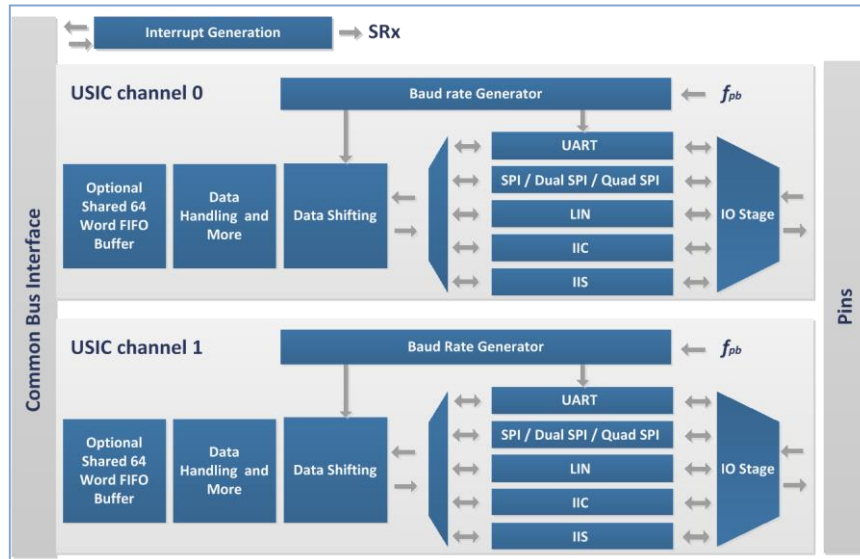 Common Bus Interface
Interrupt Generation
SRx
USIC channel 0
Baud rate Generator
fpb
Optional
Shared 64
Word FIFO
Buffer
Data
Handling and
More
Data Shifting
UART
SPI / Dual SPI / Quad SPI
LIN
IIC
IIS
IO Stage
USIC channel 1
Baud Rate Generator
fpb
Optional
Shared 64
Word FIFO
Buffer
Data
Handling and
More
Data Shifting
UART
SPI / Dual SPI / Quad SPI
LIN
IIC
IIS
IO Stage
Pins